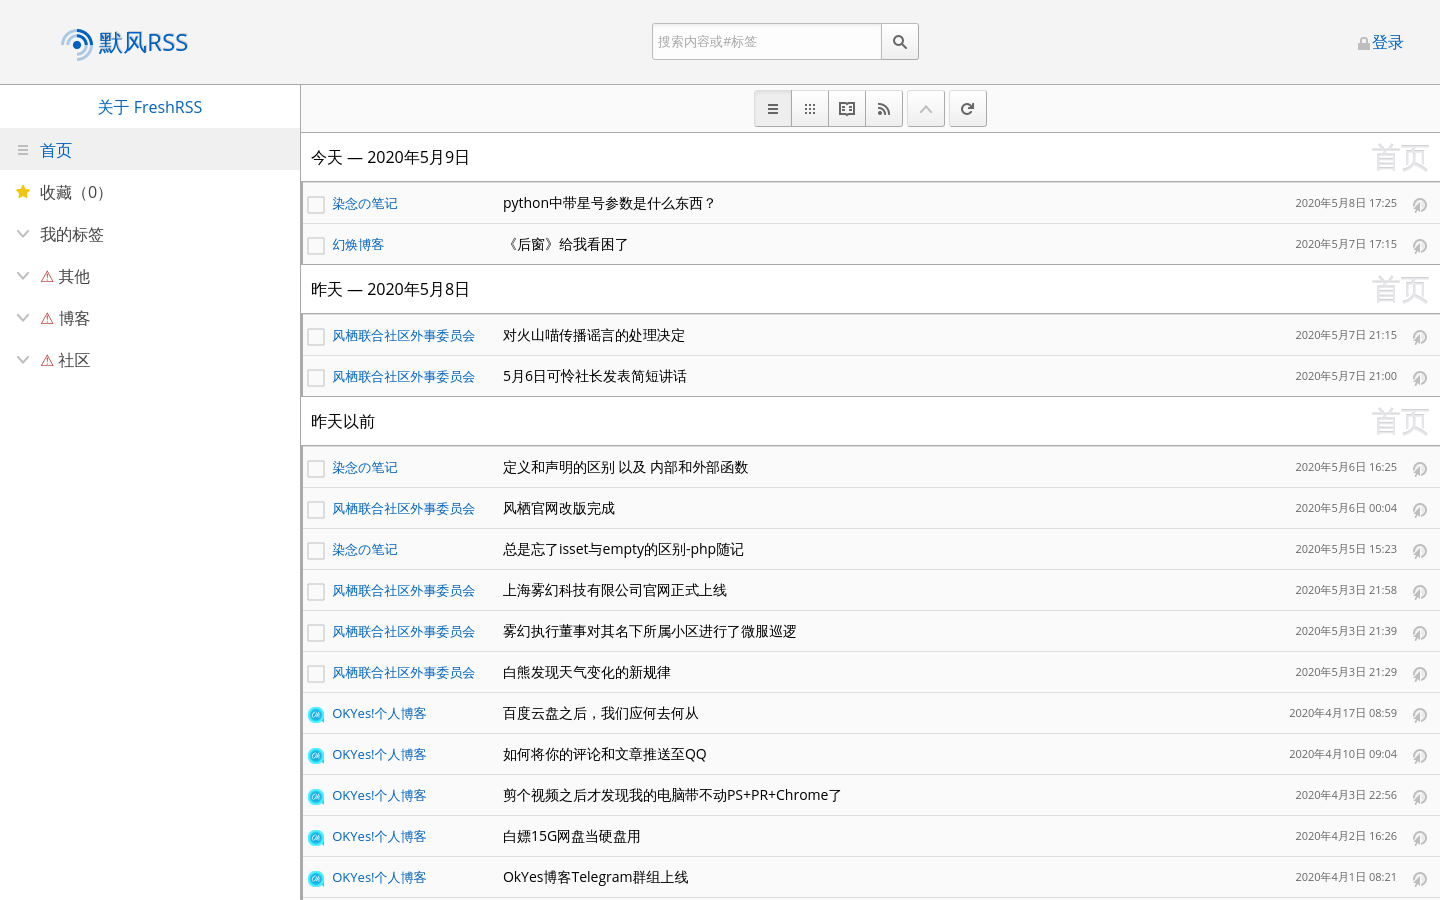 默风RSS
搜索内容或#标签
登录
关于 FreshRSS
首页
收藏（0）
我的标签
⚠ 其他
⚠ 博客
⚠ 社区
今天 — 2020年5月9日 首页
染念の笔记 python中带星号参数是什么东西？ 2020年5月8日 17:25
幻焕博客 《后窗》给我看困了 2020年5月7日 17:15
昨天 — 2020年5月8日 首页
风栖联合社区外事委员会 对火山喵传播谣言的处理决定 2020年5月7日 21:15
风栖联合社区外事委员会 5月6日可怜社长发表简短讲话 2020年5月7日 21:00
昨天以前 首页
染念の笔记 定义和声明的区别 以及 内部和外部函数 2020年5月6日 16:25
风栖联合社区外事委员会 风栖官网改版完成 2020年5月6日 00:04
染念の笔记 总是忘了isset与empty的区别-php随记 2020年5月5日 15:23
风栖联合社区外事委员会 上海雾幻科技有限公司官网正式上线 2020年5月3日 21:58
风栖联合社区外事委员会 雾幻执行董事对其名下所属小区进行了微服巡逻 2020年5月3日 21:39
风栖联合社区外事委员会 白熊发现天气变化的新规律 2020年5月3日 21:29
OKYes!个人博客 百度云盘之后，我们应何去何从 2020年4月17日 08:59
OKYes!个人博客 如何将你的评论和文章推送至QQ 2020年4月10日 09:04
OKYes!个人博客 剪个视频之后才发现我的电脑带不动PS+PR+Chrome了 2020年4月3日 22:56
OKYes!个人博客 白嫖15G网盘当硬盘用 2020年4月2日 16:26
OKYes!个人博客 OkYes博客Telegram群组上线 2020年4月1日 08:21